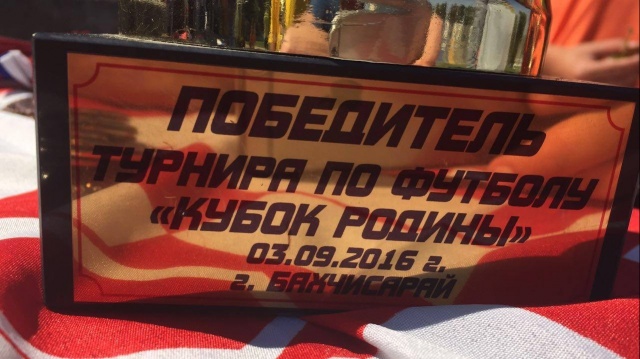 ПОБЕДИТЕЛЬ
ТУРНИРА ПО ФУТБОЛУ
«КУБОК РОДИНЫ»
03.09.2016 г.
г. БАХЧИСАРАЙ